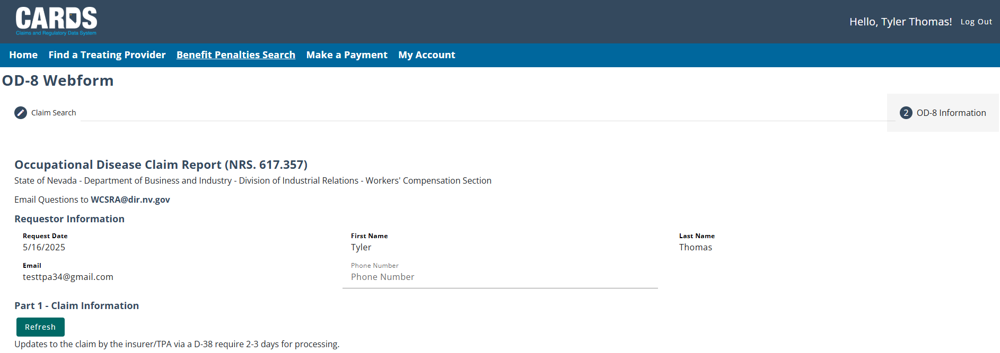 CARDS
Claims and Regulatory Data System
Hello, Tyler Thomas! Log Out
Home Find a Treating Provider Benefit Penalties Search Make a Payment My Account
OD-8 Webform
Claim Search
2 OD-8 Information
Occupational Disease Claim Report (NRS. 617.357)
State of Nevada - Department of Business and Industry - Division of Industrial Relations - Workers' Compensation Section
Email Questions to WCSRA@dir.nv.gov
Requestor Information
Request Date First Name Last Name
5/16/2025 Tyler Thomas
Email Phone Number
testtpa34@gmail.com Phone Number
Part 1 - Claim Information
Refresh
Updates to the claim by the insurer/TPA via a D-38 require 2-3 days for processing.